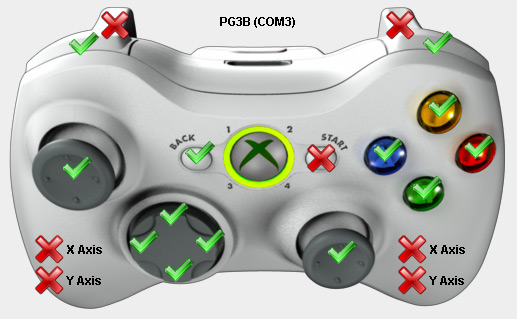 PG3B (COM3)
1 2
BACK START
3 4
X Axis X Axis
Y Axis Y Axis